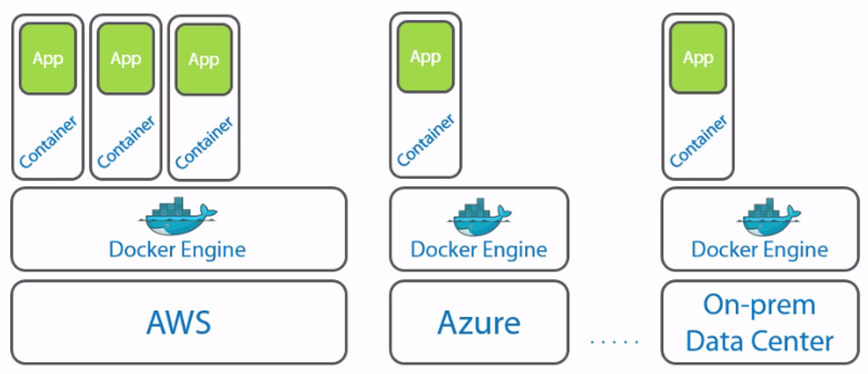 App App App App App
Container Container Container Container Container
Docker Engine Docker Engine Docker Engine
AWS Azure On-prem
Data Center
.....